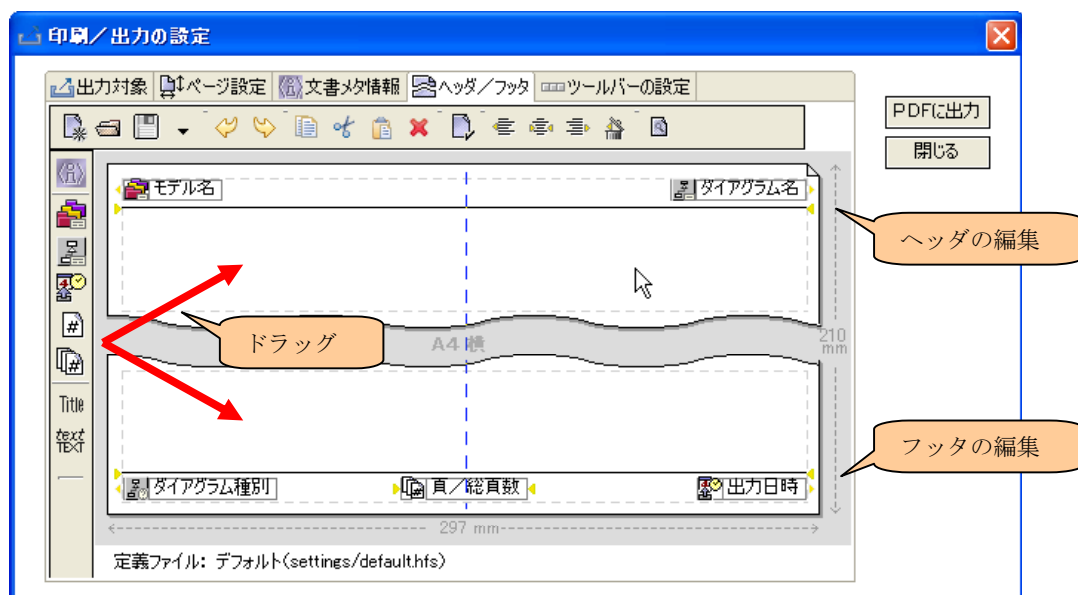 印刷／出力の設定
出力対象 ページ設定 文書メタ情報 ヘッダ／フッタ ツールバーの設定
PDFに出力
閉じる
モデル名 ダイアグラム名
ヘッダの編集
ドラッグ
A4 横
210
mm
Title
text
TEXT
フッタの編集
ダイアグラム種別 頁／総頁数 出力日時
297 mm
定義ファイル: デフォルト(settings/default.hfs)